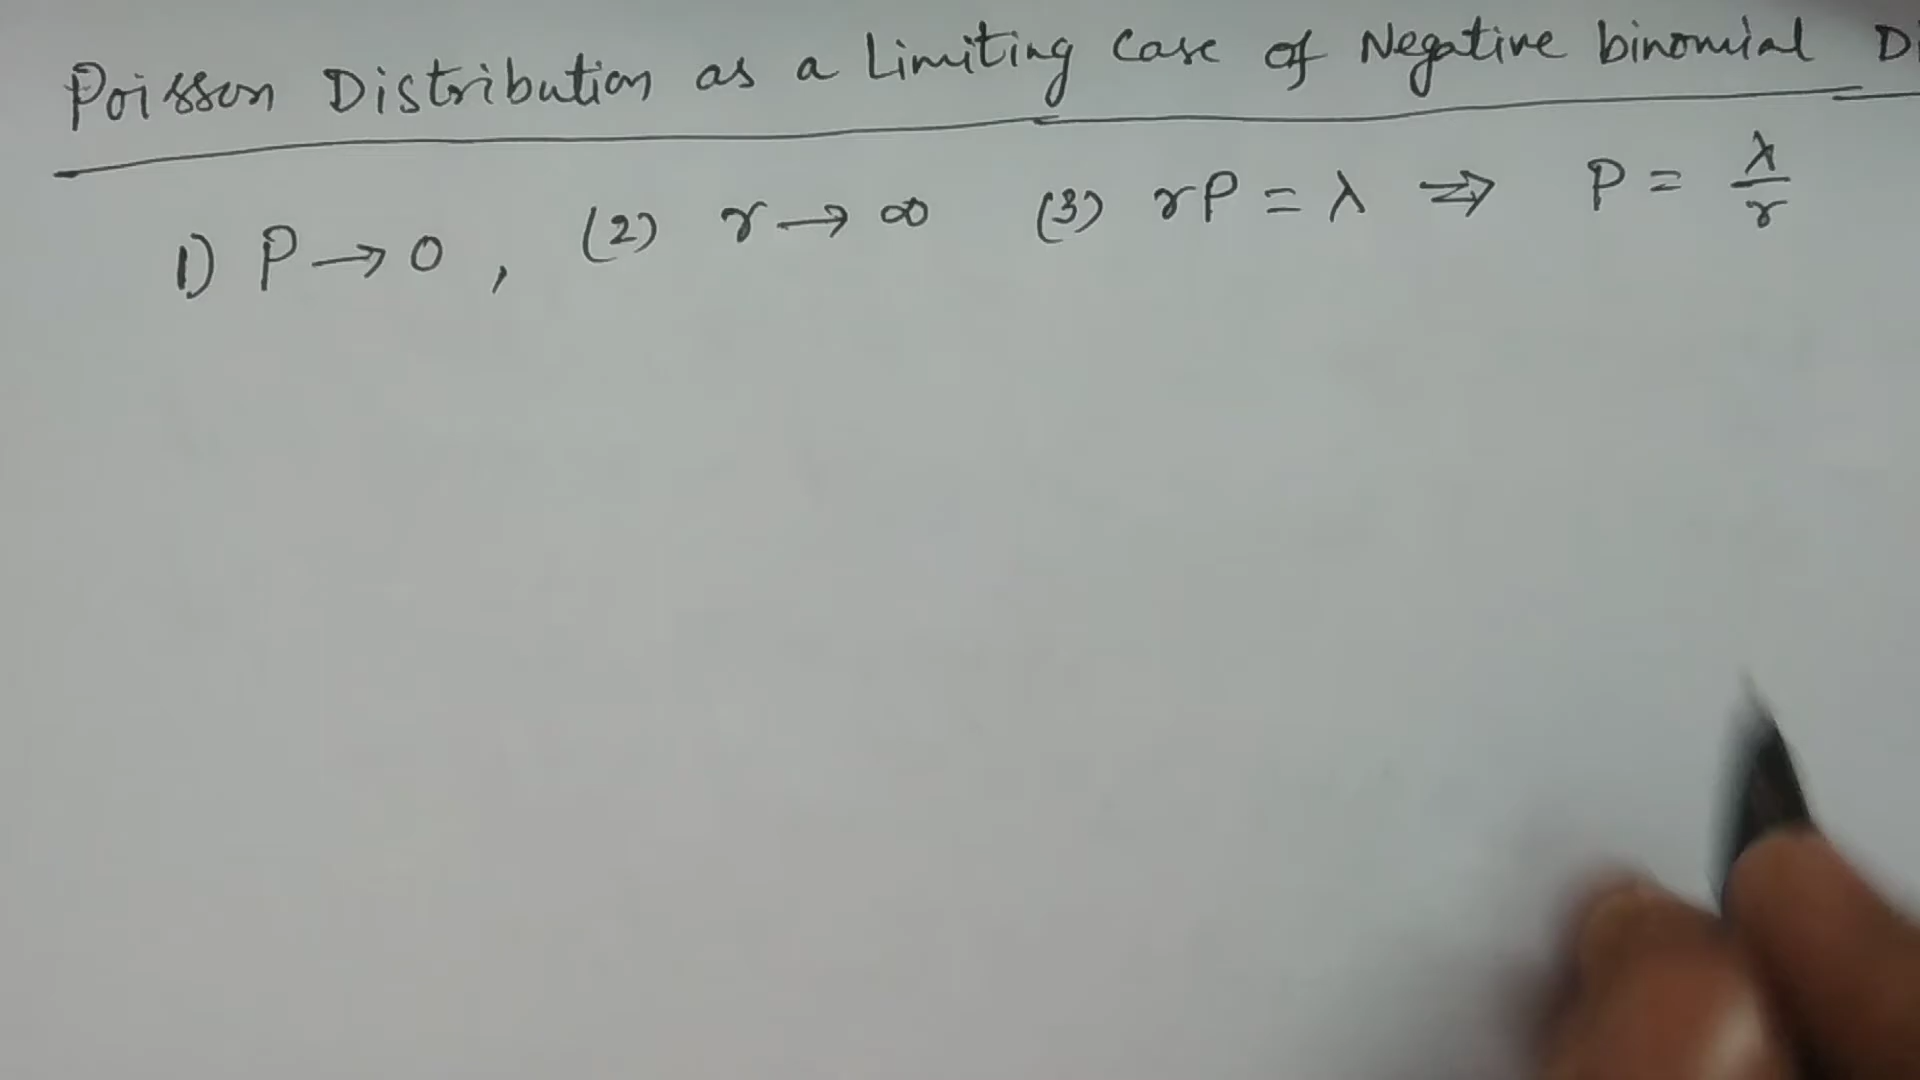 Poisson Distribution as a Limiting Case of Negative binomial D
1) P → 0 , (2) r → ∞ (3) rP = λ ⇒ P = λ/r